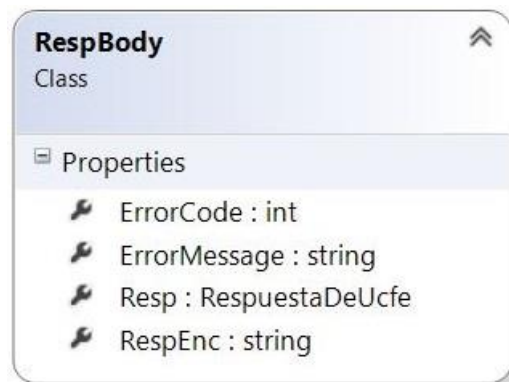 RespBody
Class
Properties
ErrorCode : int
ErrorMessage : string
Resp : RespuestaDeUcfe
RespEnc : string